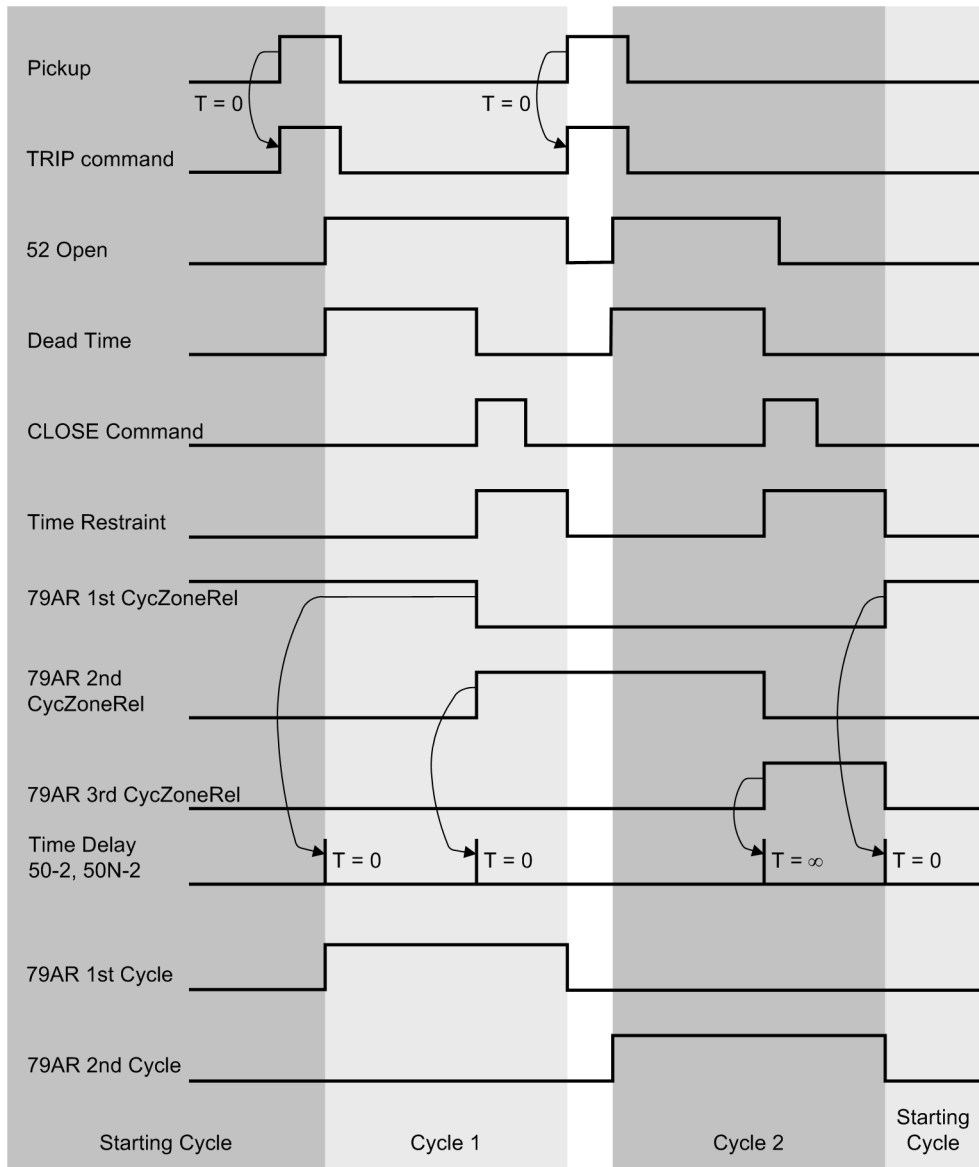 Pickup
T = 0
T = 0
TRIP command
52 Open
Dead Time
CLOSE Command
Time Restraint
79AR 1st CycZoneRel
79AR 2nd
CycZoneRel
79AR 3rd CycZoneRel
Time Delay
50-2, 50N-2
T = 0
T = 0
T = ∞
T = 0
79AR 1st Cycle
79AR 2nd Cycle
Starting Cycle
Cycle 1
Cycle 2
Starting
Cycle